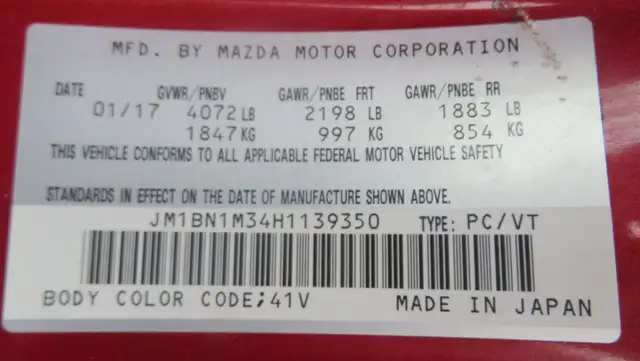 MFD. BY MAZDA MOTOR CORPORATION
DATE GVWR/PNBV GAWR/PNBE FRT GAWR/PNBE RR
01/17 4072 LB 2198 LB 1883 LB
1847 KG 997 KG 854 KG
THIS VEHICLE CONFORMS TO ALL APPLICABLE FEDERAL MOTOR VEHICLE SAFETY
STANDARDS IN EFFECT ON THE DATE OF MANUFACTURE SHOWN ABOVE.
JM1BN1M34H1139350 TYPE: PC/VT
BODY COLOR CODE;41V MADE IN JAPAN